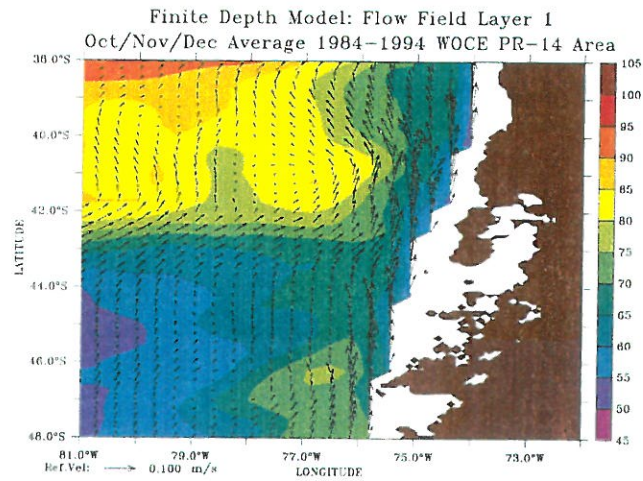 Finite Depth Model: Flow Field Layer 1
Oct/Nov/Dec Average 1984-1994 WOCE PR-14 Area
38.0°S
40.0°S
42.0°S
44.0°S
46.0°S
48.0°S
LATITUDE
81.0°W 79.0°W 77.0°W 75.0°W 73.0°W
LONGITUDE
Ref.Vel: 0.100 m/s
105
100
95
90
85
80
75
70
65
60
55
50
45